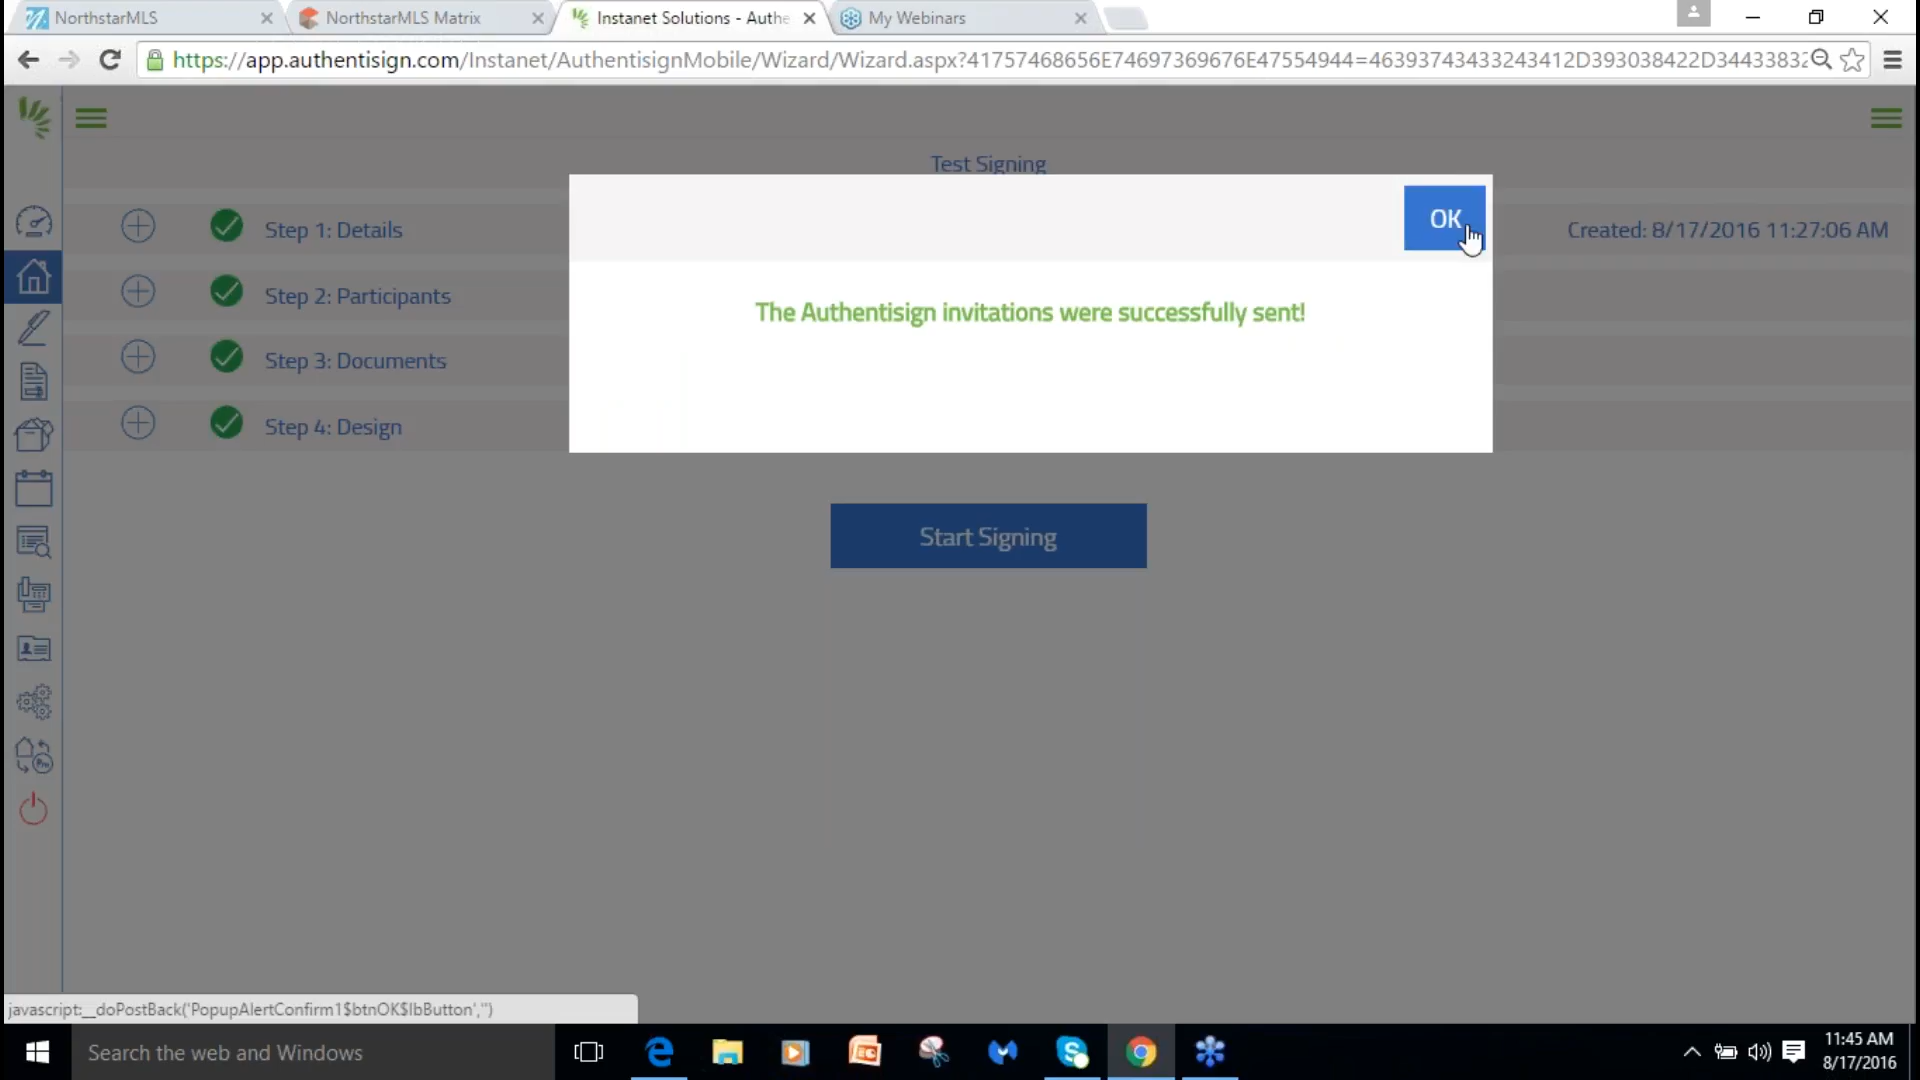 NorthstarMLS
NorthstarMLS Matrix
Instanet Solutions - Authe
My Webinars
https://app.authentisign.com/Instanet/AuthentisignMobile/Wizard/Wizard.aspx?41757468656E74697369676E47554944=46393743433243412D393038422D34433832
Test Signing
OK
Step 1: Details
Created: 8/17/2016 11:27:06 AM
Step 2: Participants
The Authentisign invitations were successfully sent!
Step 3: Documents
Step 4: Design
Start Signing
Pro
javascript:__doPostBack('PopupAlertConfirm1$btnOK$lbButton','')
Search the web and Windows
11:45 AM
8/17/2016